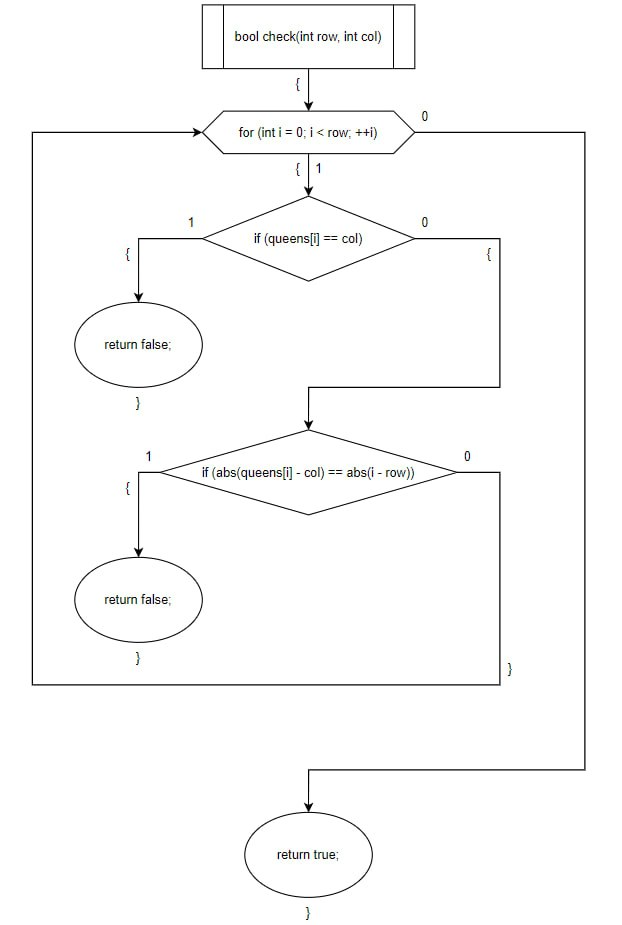 bool check(int row, int col)
{
for (int i = 0; i < row; ++i)
0
{ 1
1
if (queens[i] == col)
0
{
{
return false;
}
1
if (abs(queens[i] - col) == abs(i - row))
0
{
return false;
}
}
return true;
}